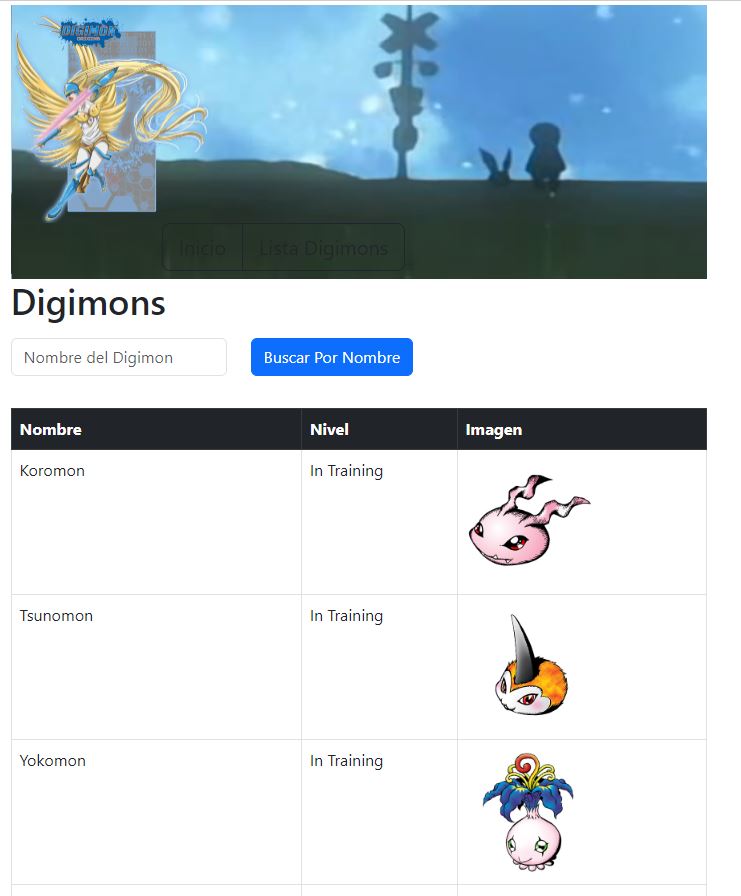 DIGIMON
Inicio Lista Digimons
Digimons
Nombre del Digimon Buscar Por Nombre
Nombre Nivel Imagen
Koromon In Training
Tsunomon In Training
Yokomon In Training